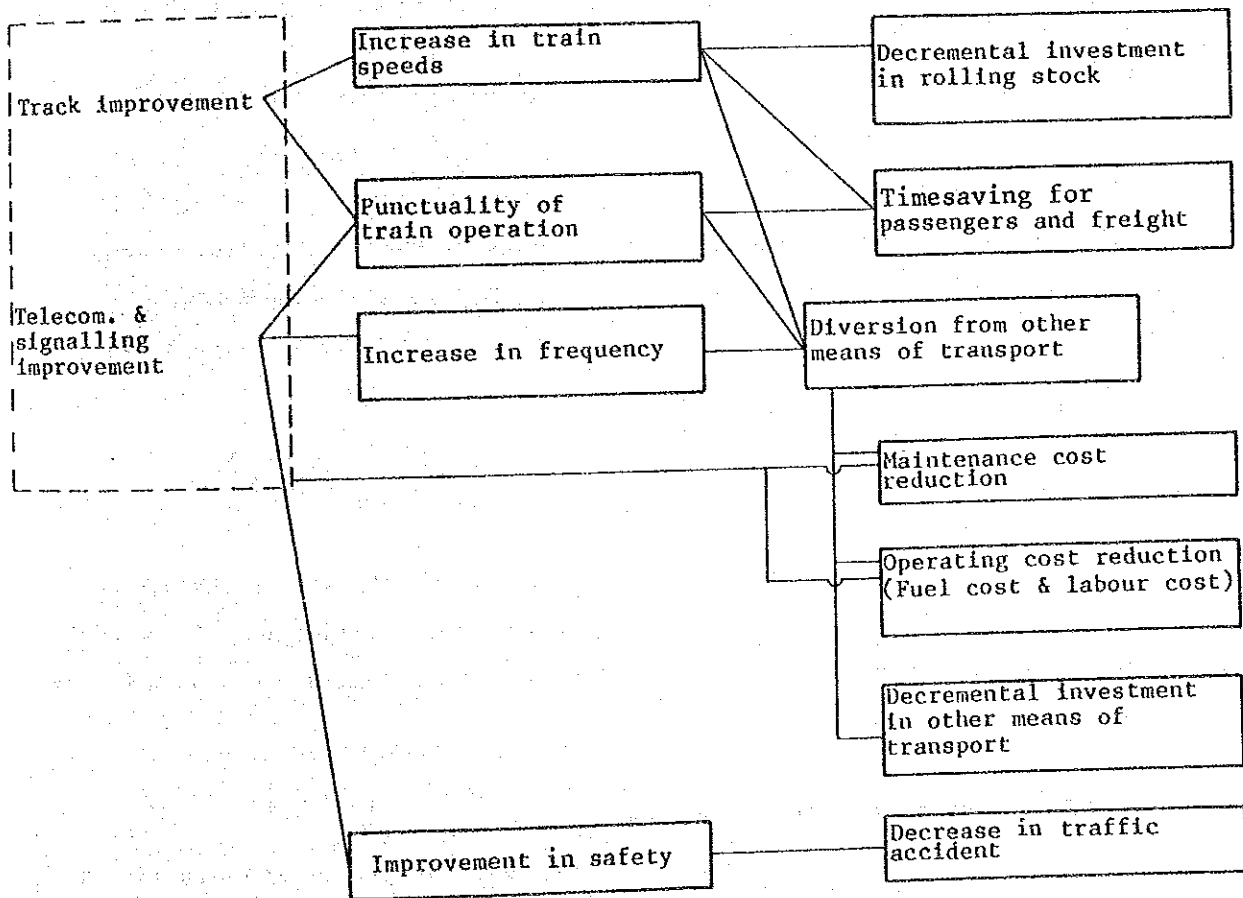 Track improvement
Telecom. &
signalling
improvement
Increase in train
speeds
Punctuality of
train operation
Increase in frequency
Improvement in safety
Decremental investment
in rolling stock
Timesaving for
passengers and freight
Diversion from other
means of transport
Maintenance cost
reduction
Operating cost reduction
(Fuel cost & labour cost)
Decremental investment
in other means of
transport
Decrease in traffic
accident